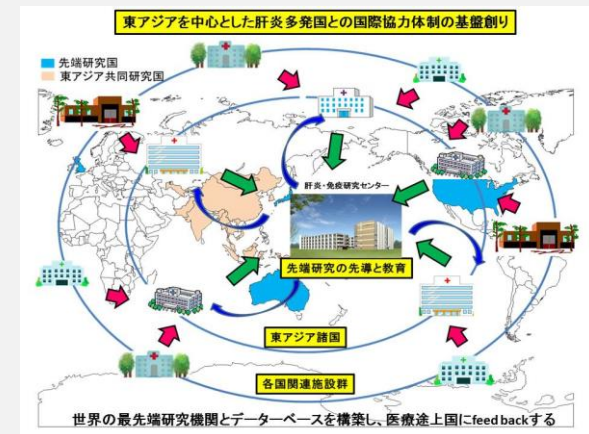 東アジアを中心とした肝炎多発国との国際協力体制の基盤創り
先端研究国
東アジア共同研究国
肝炎・免疫研究センター
先端研究の先導と教育
東アジア諸国
各国関連施設群
世界の最先端研究機関とデーターベースを構築し、医療途上国にfeed backする